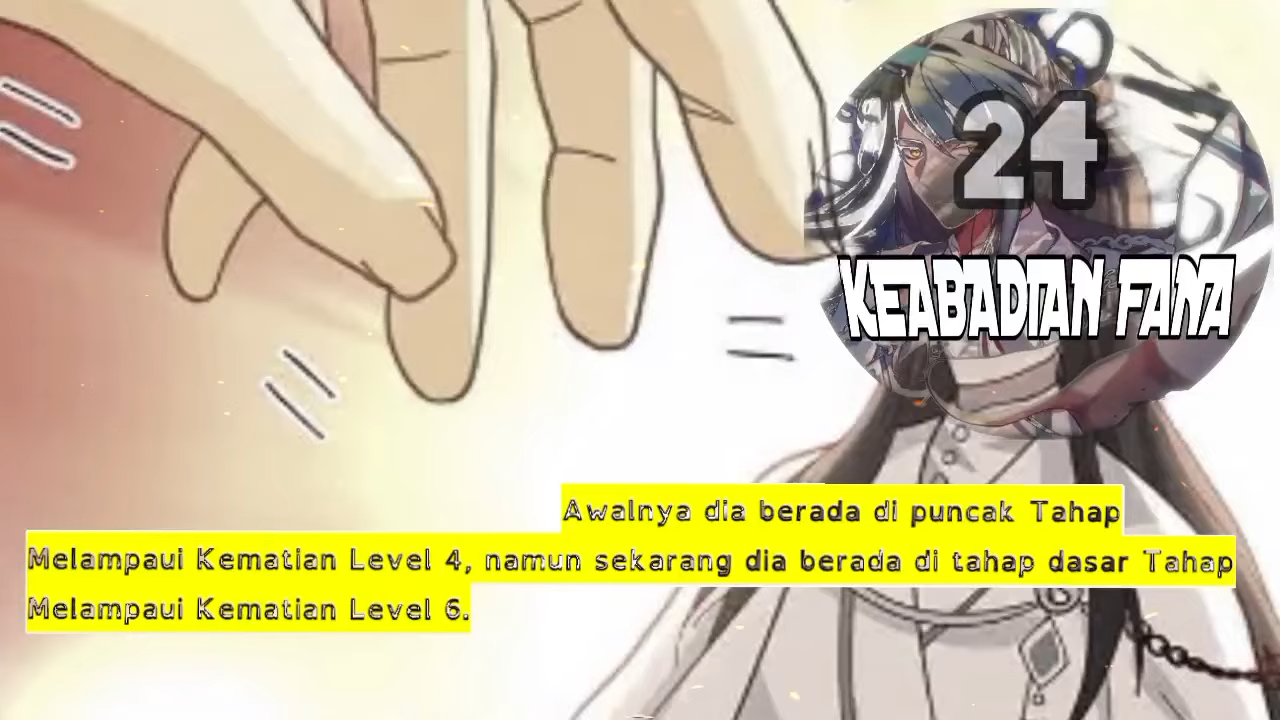 24
KEABADIAN FANA
Awalnya dia berada di puncak Tahap
Melampaui Kematian Level 4, namun sekarang dia berada di tahap dasar Tahap
Melampaui Kematian Level 6.